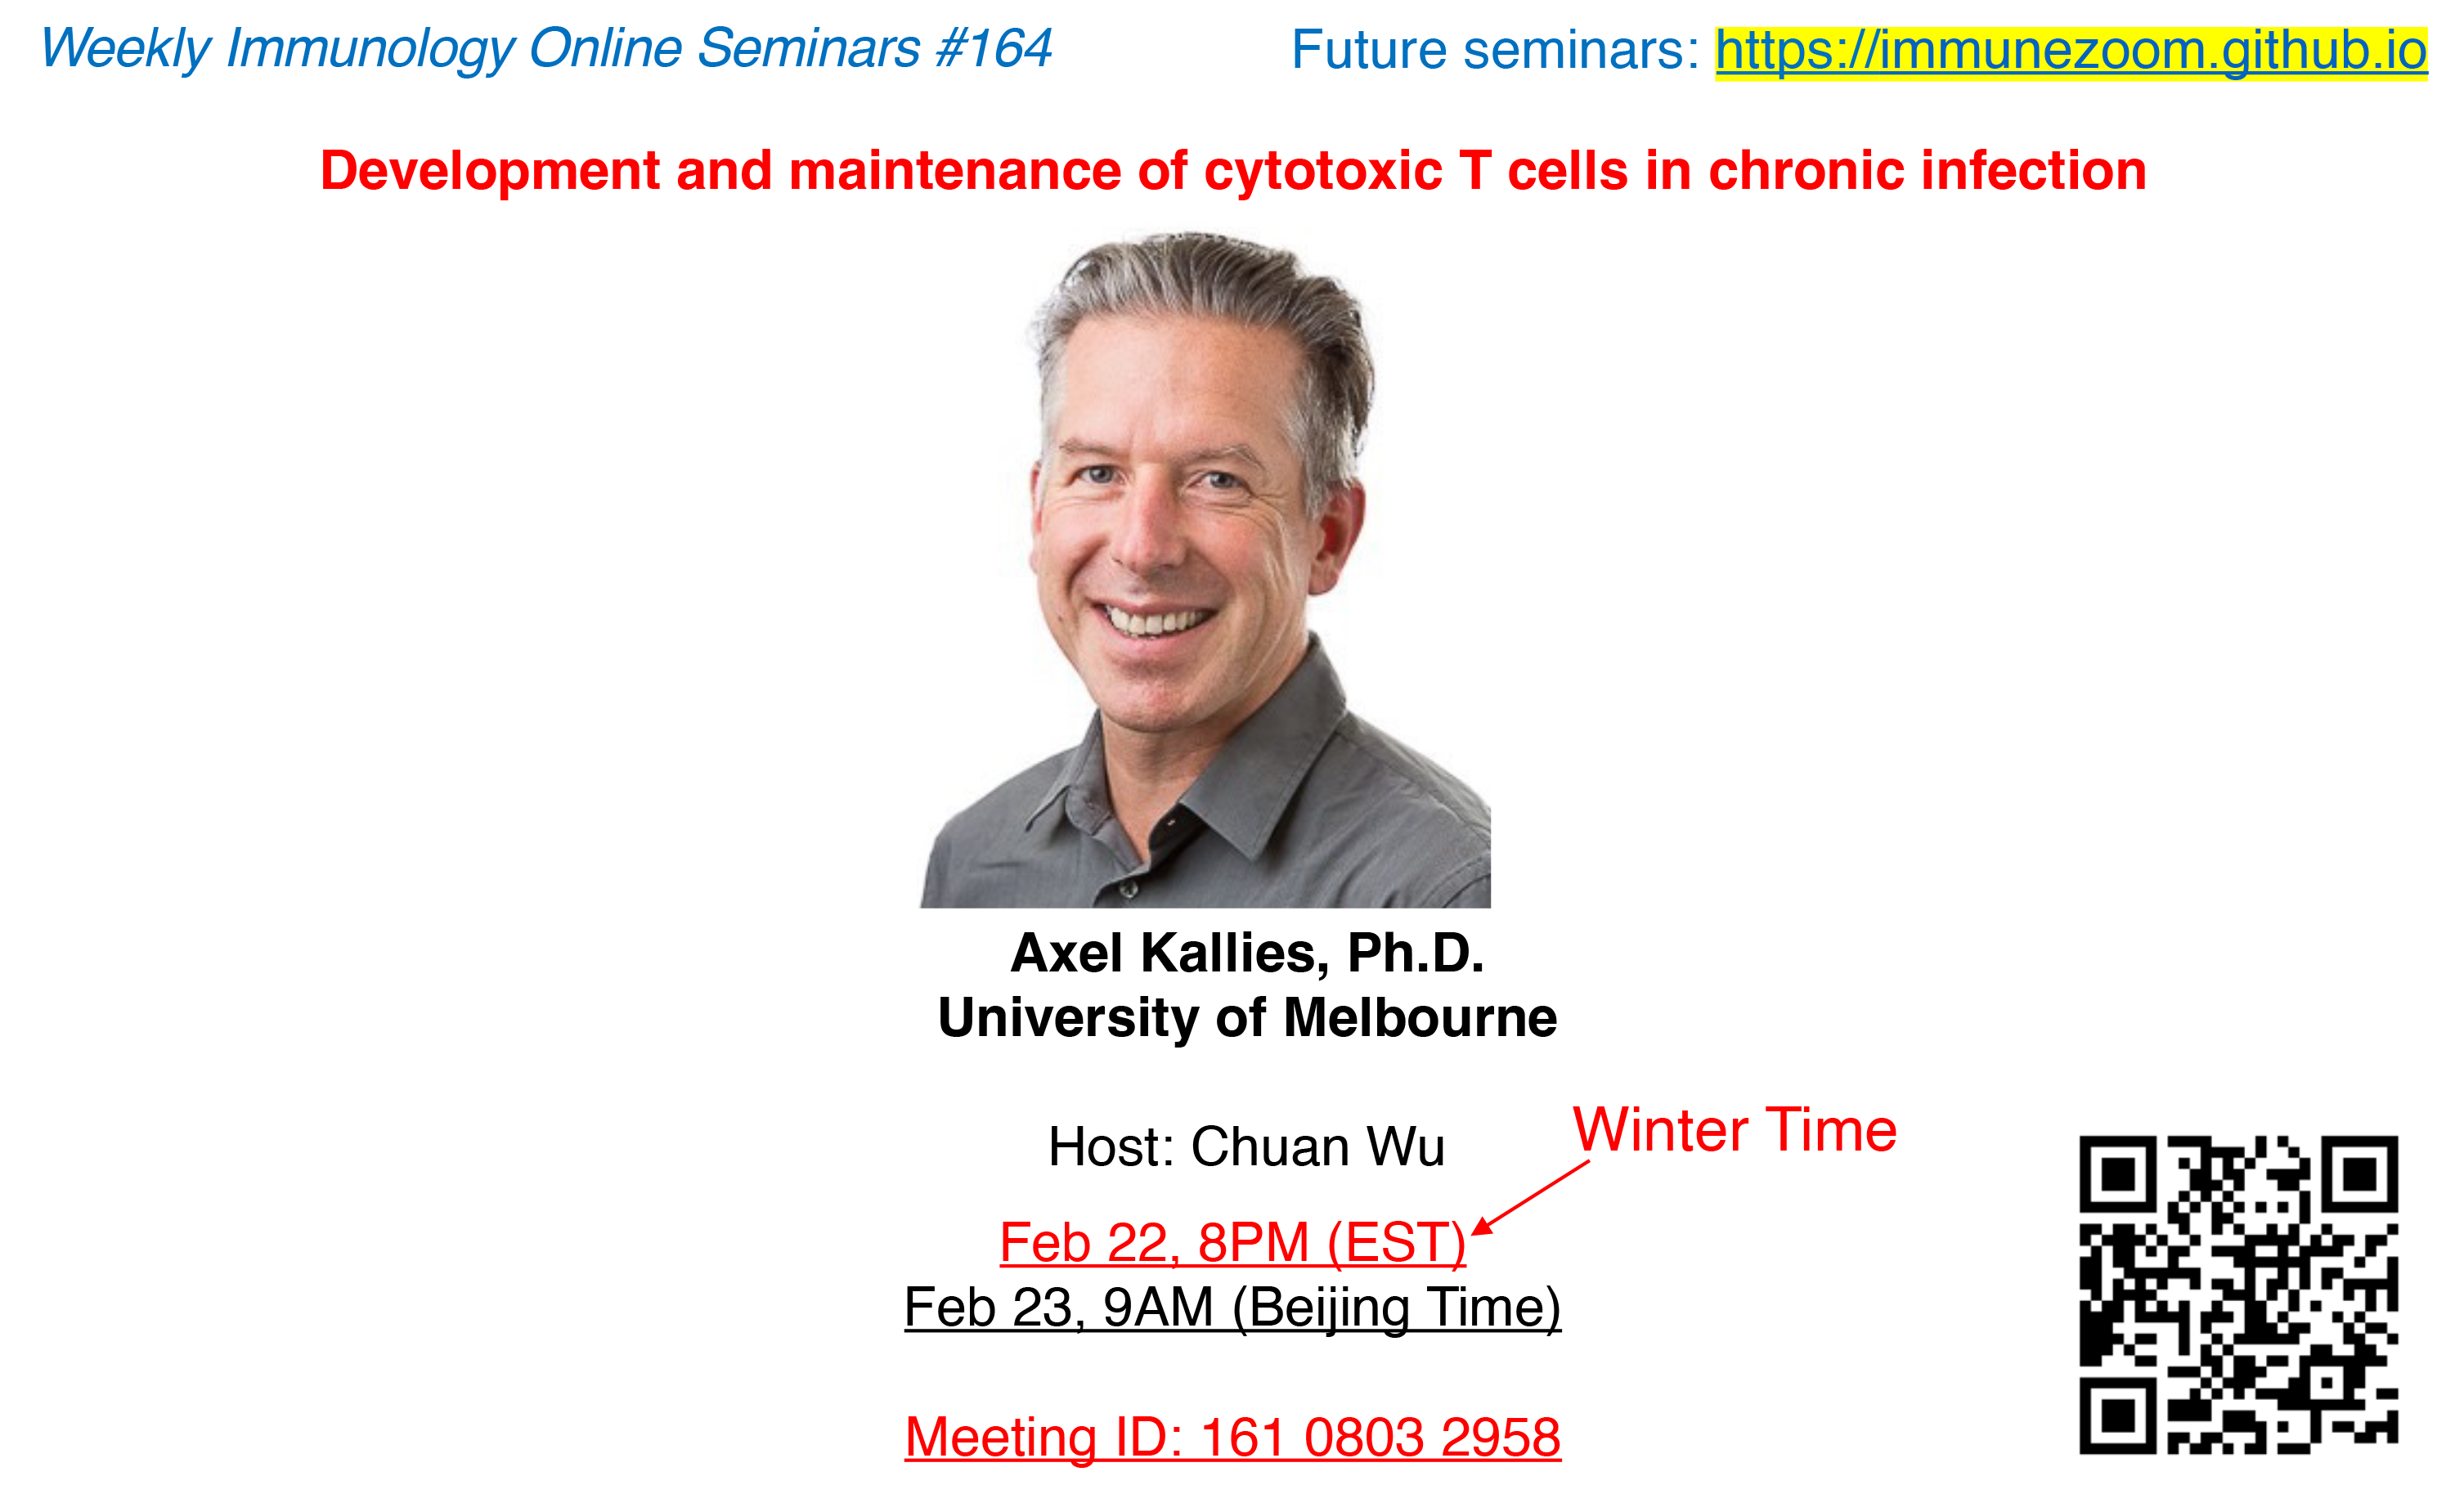 Weekly Immunology Online Seminars #164
Future seminars: https://immunezoom.github.io
Development and maintenance of cytotoxic T cells in chronic infection
Axel Kallies, Ph.D.
University of Melbourne
Host: Chuan Wu
Winter Time
Feb 22, 8PM (EST)
Feb 23, 9AM (Beijing Time)
Meeting ID: 161 0803 2958